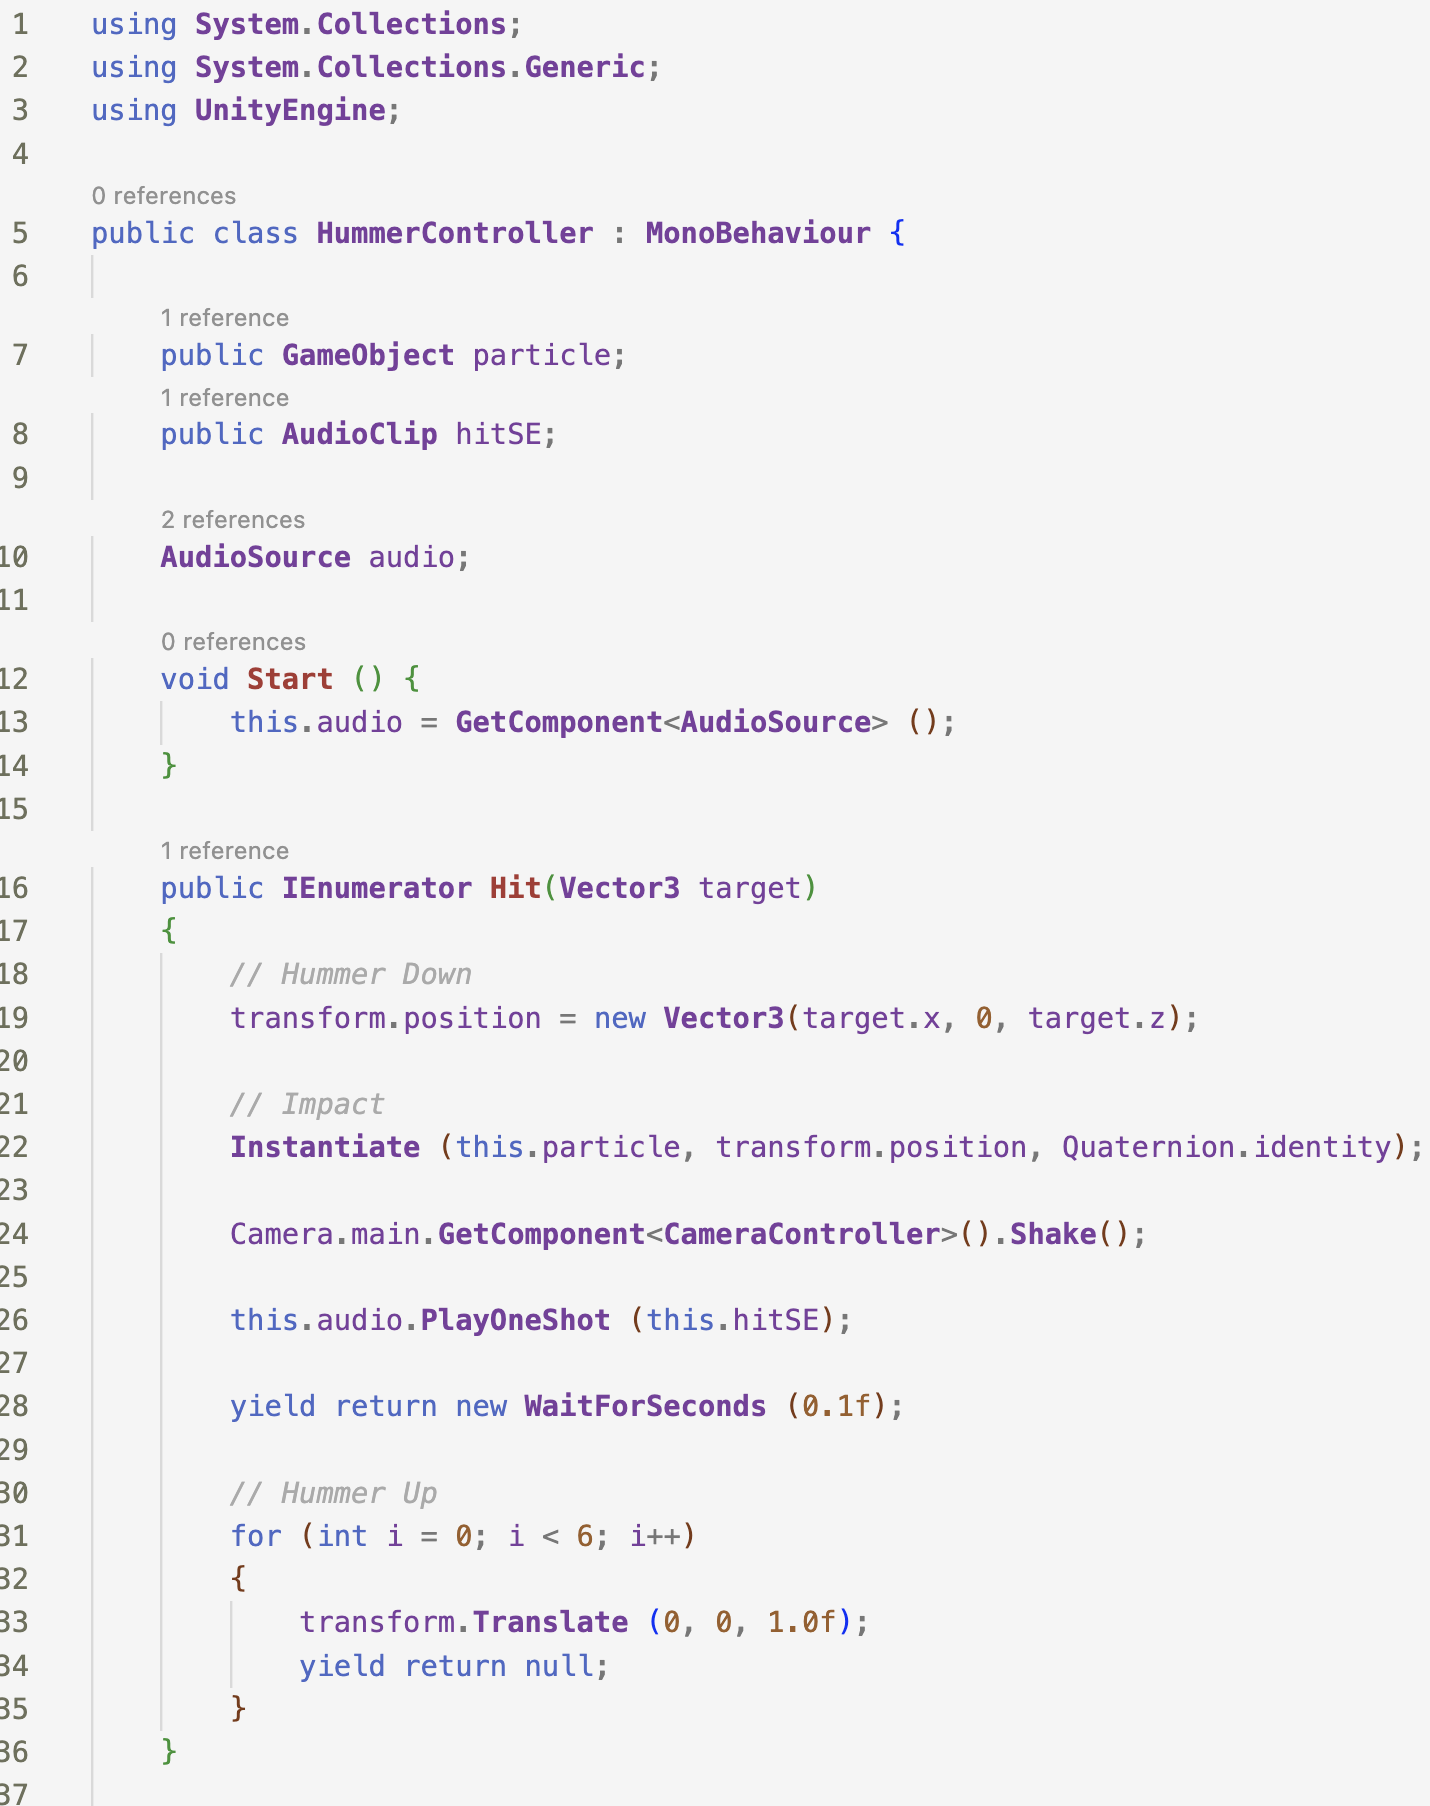 1 using System.Collections;
2 using System.Collections.Generic;
3 using UnityEngine;
4
0 references
5 public class HummerController : MonoBehaviour {
6
1 reference
7 public GameObject particle;
1 reference
8 public AudioClip hitSE;
9
2 references
10 AudioSource audio;
11
0 references
12 void Start () {
13 this.audio = GetComponent<AudioSource> ();
14 }
15
1 reference
16 public IEnumerator Hit(Vector3 target)
17 {
18 // Hummer Down
19 transform.position = new Vector3(target.x, 0, target.z);
20
21 // Impact
22 Instantiate (this.particle, transform.position, Quaternion.identity);
23
24 Camera.main.GetComponent<CameraController>().Shake();
25
26 this.audio.PlayOneShot (this.hitSE);
27
28 yield return new WaitForSeconds (0.1f);
29
30 // Hummer Up
31 for (int i = 0; i < 6; i++)
32 {
33 transform.Translate (0, 0, 1.0f);
34 yield return null;
35 }
36 }
37